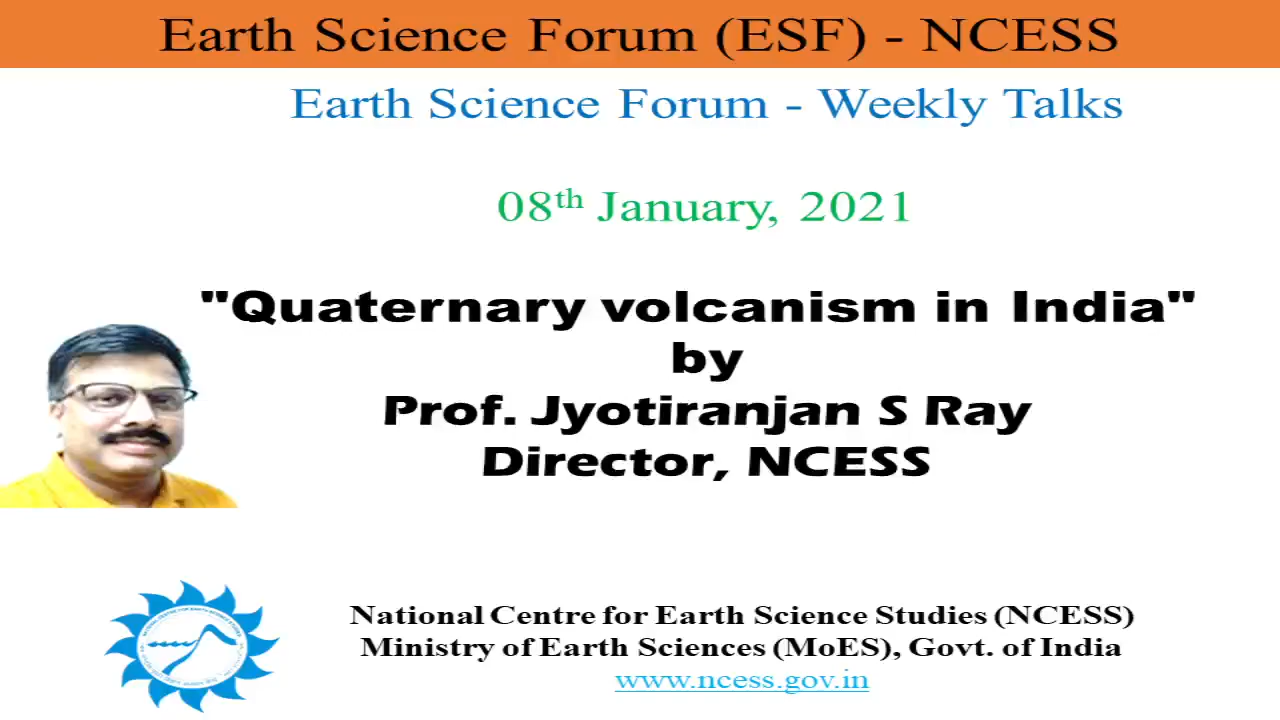 Earth Science Forum (ESF) - NCESS
Earth Science Forum - Weekly Talks
08th January, 2021
"Quaternary volcanism in India"
by
Prof. Jyotiranjan S Ray
Director, NCESS
National Centre for Earth Science Studies (NCESS)
Ministry of Earth Sciences (MoES), Govt. of India
www.ncess.gov.in